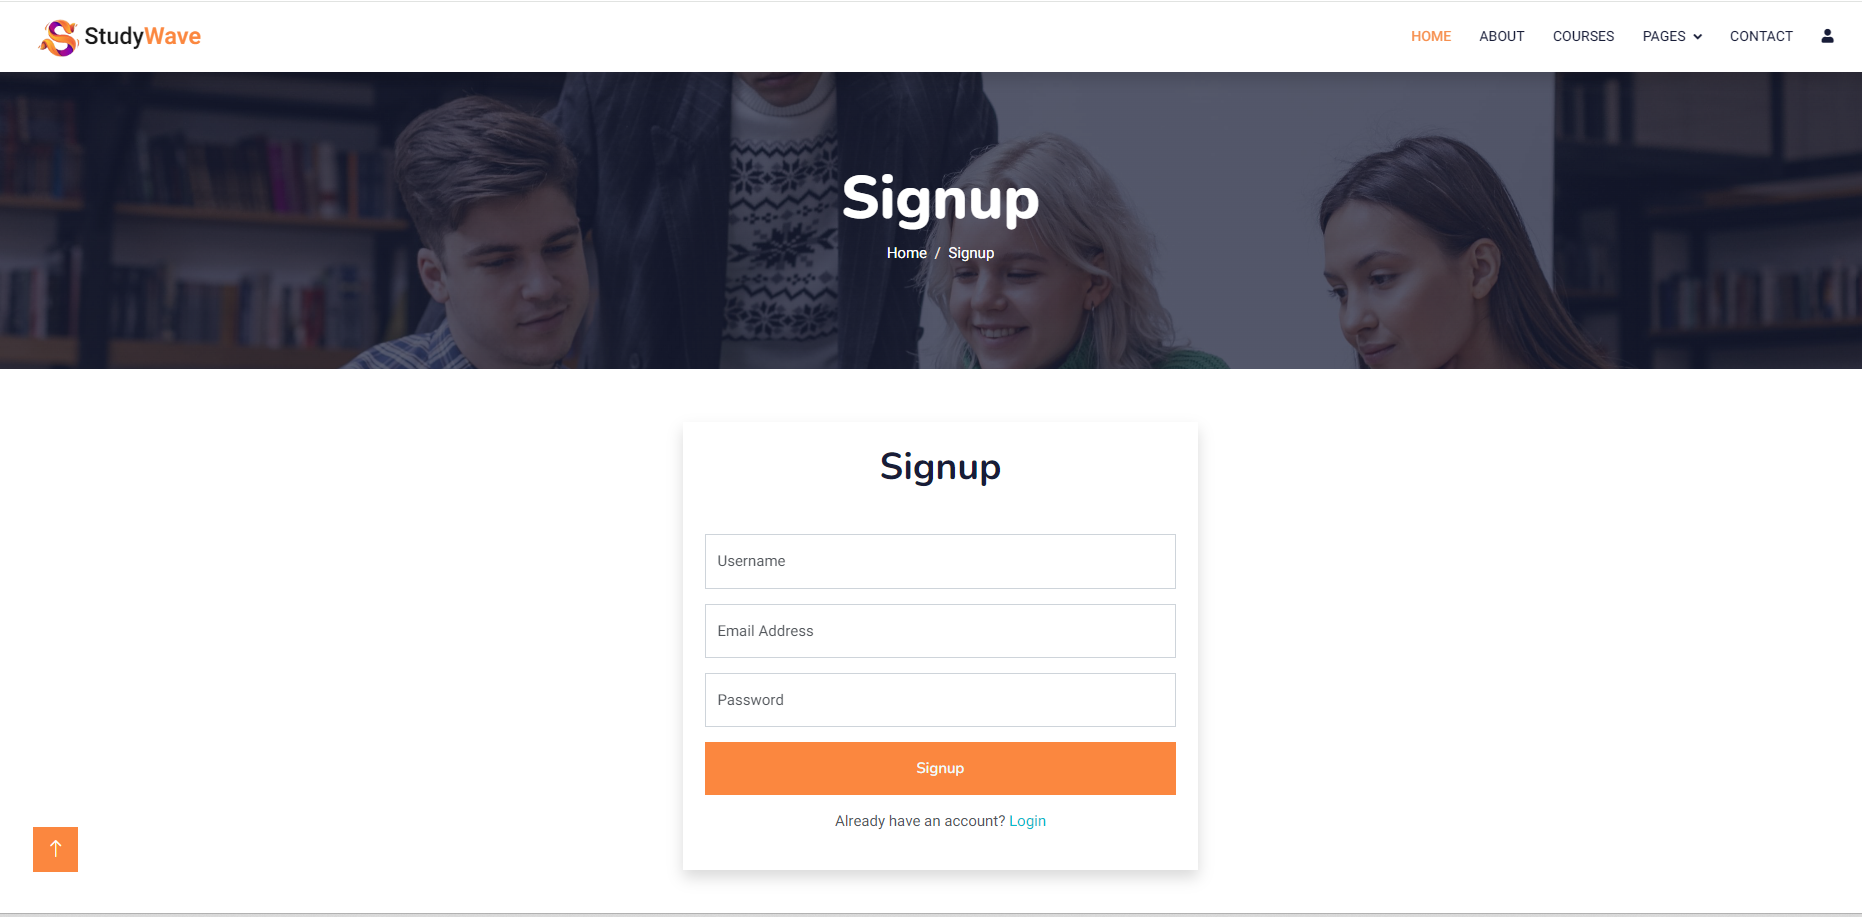 StudyWave
HOME ABOUT COURSES PAGES CONTACT
Signup
Home / Signup
Signup
Username
Email Address
Password
Signup
Already have an account? Login